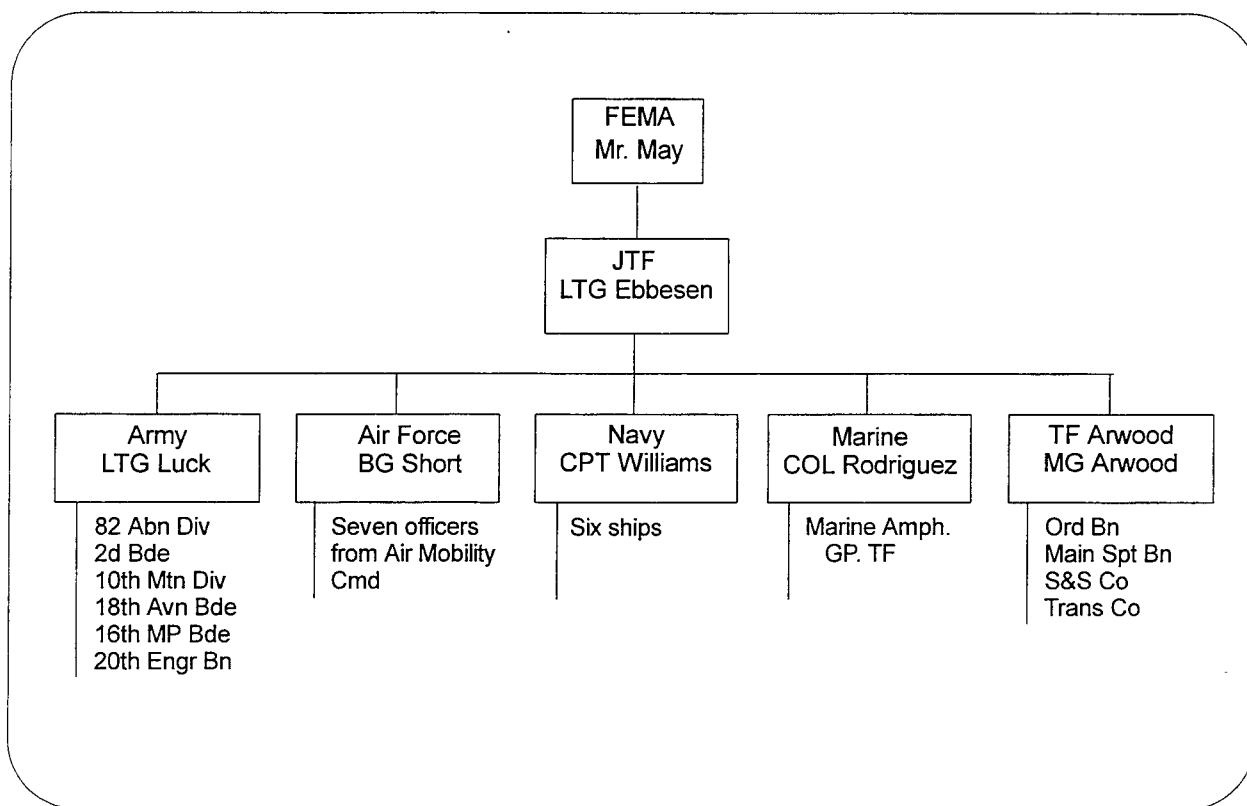 FEMA
Mr. May
JTF
LTG Ebbesen
Army
LTG Luck
82 Abn Div
2d Bde
10th Mtn Div
18th Avn Bde
16th MP Bde
20th Engr Bn
Air Force
BG Short
Seven officers
from Air Mobility
Cmd
Navy
CPT Williams
Six ships
Marine
COL Rodriguez
Marine Amph.
GP. TF
TF Arwood
MG Arwood
Ord Bn
Main Spt Bn
S&S Co
Trans Co